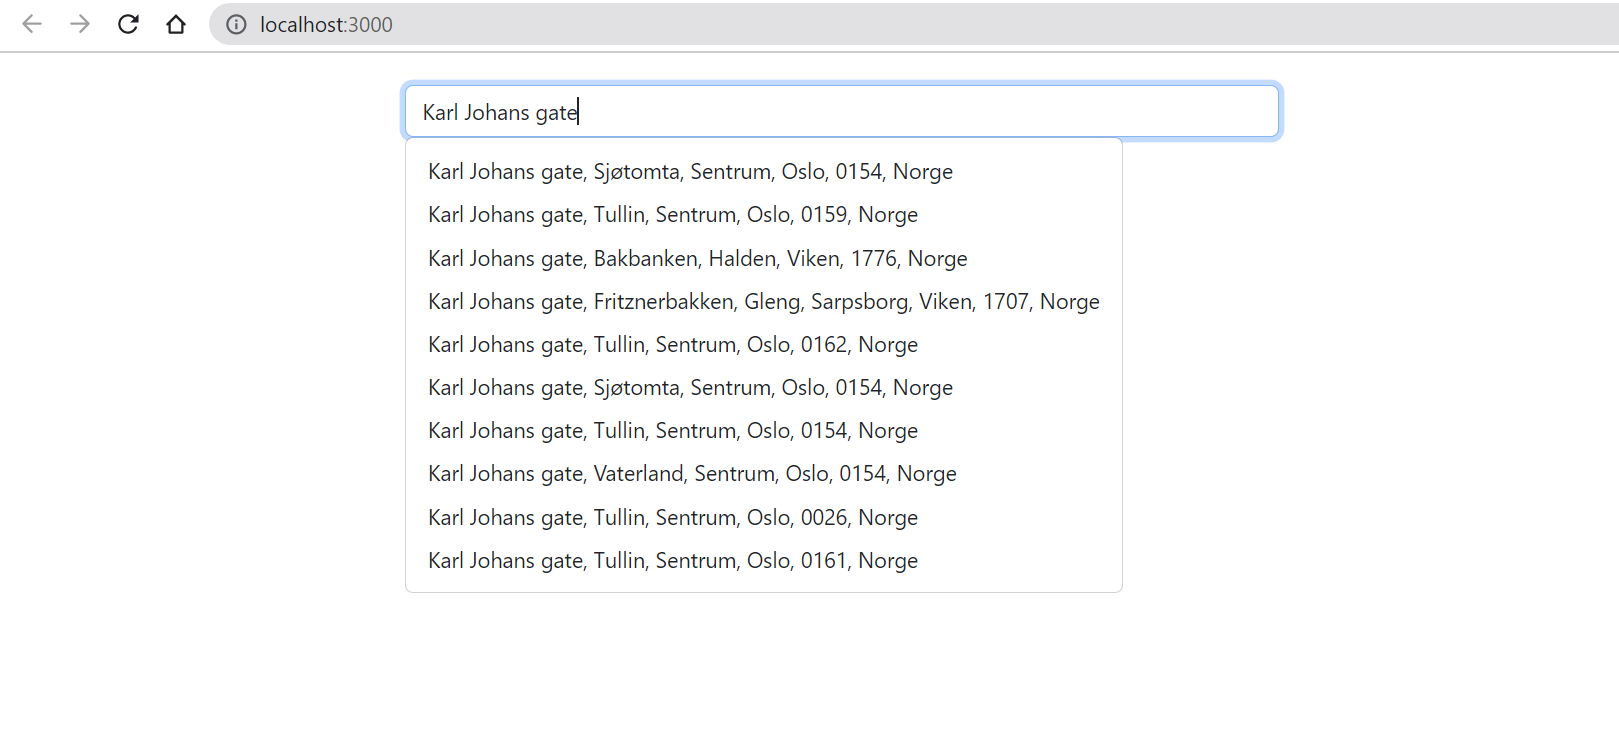 localhost:3000
Karl Johans gate
Karl Johans gate, Sjøtomta, Sentrum, Oslo, 0154, Norge
Karl Johans gate, Tullin, Sentrum, Oslo, 0159, Norge
Karl Johans gate, Bakbanken, Halden, Viken, 1776, Norge
Karl Johans gate, Fritznerbakken, Gleng, Sarpsborg, Viken, 1707, Norge
Karl Johans gate, Tullin, Sentrum, Oslo, 0162, Norge
Karl Johans gate, Sjøtomta, Sentrum, Oslo, 0154, Norge
Karl Johans gate, Tullin, Sentrum, Oslo, 0154, Norge
Karl Johans gate, Vaterland, Sentrum, Oslo, 0154, Norge
Karl Johans gate, Tullin, Sentrum, Oslo, 0026, Norge
Karl Johans gate, Tullin, Sentrum, Oslo, 0161, Norge